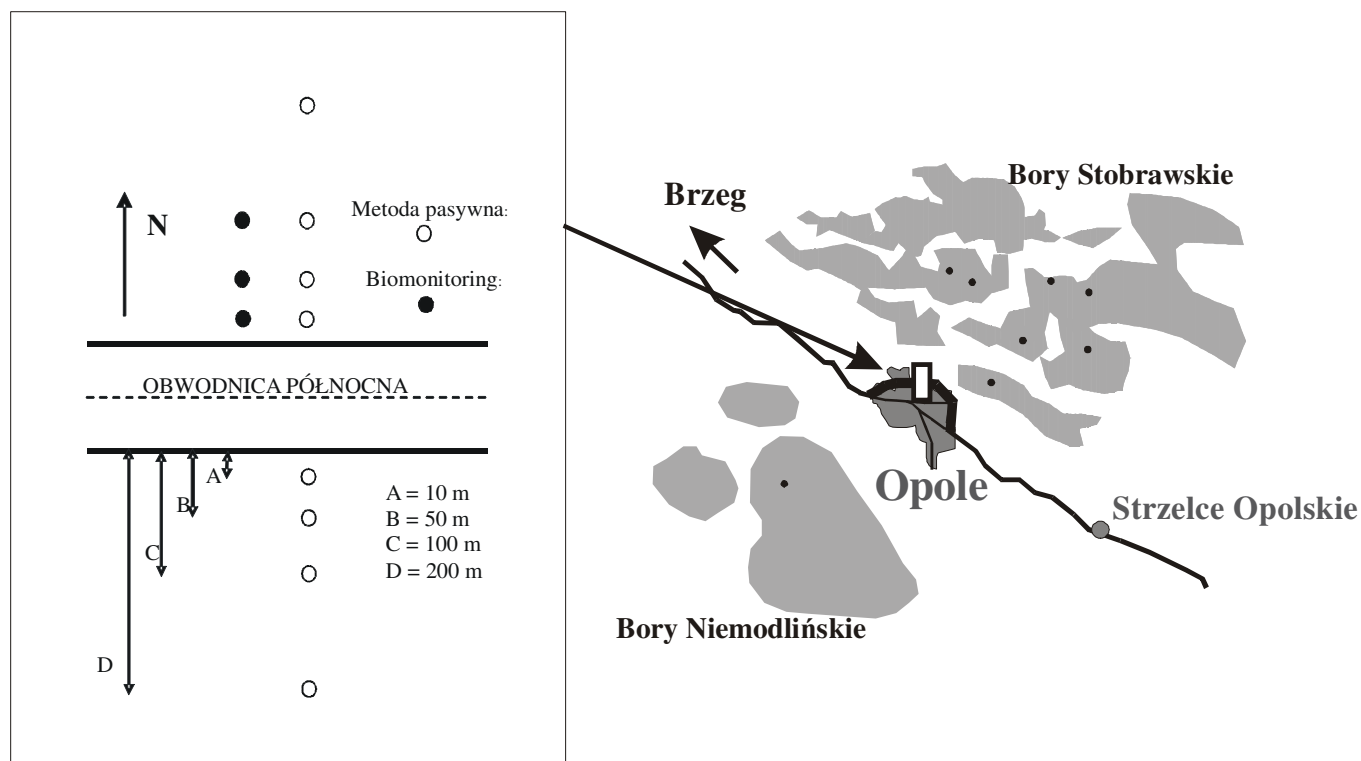 N
Metoda pasywna:
Biomonitoring:
OBWODNICA PÓŁNOCNA
A
B
C
D
A = 10 m
B = 50 m
C = 100 m
D = 200 m
Bory Stobrawskie
Brzeg
Opole
Strzelce Opolskie
Bory Niemodlińskie